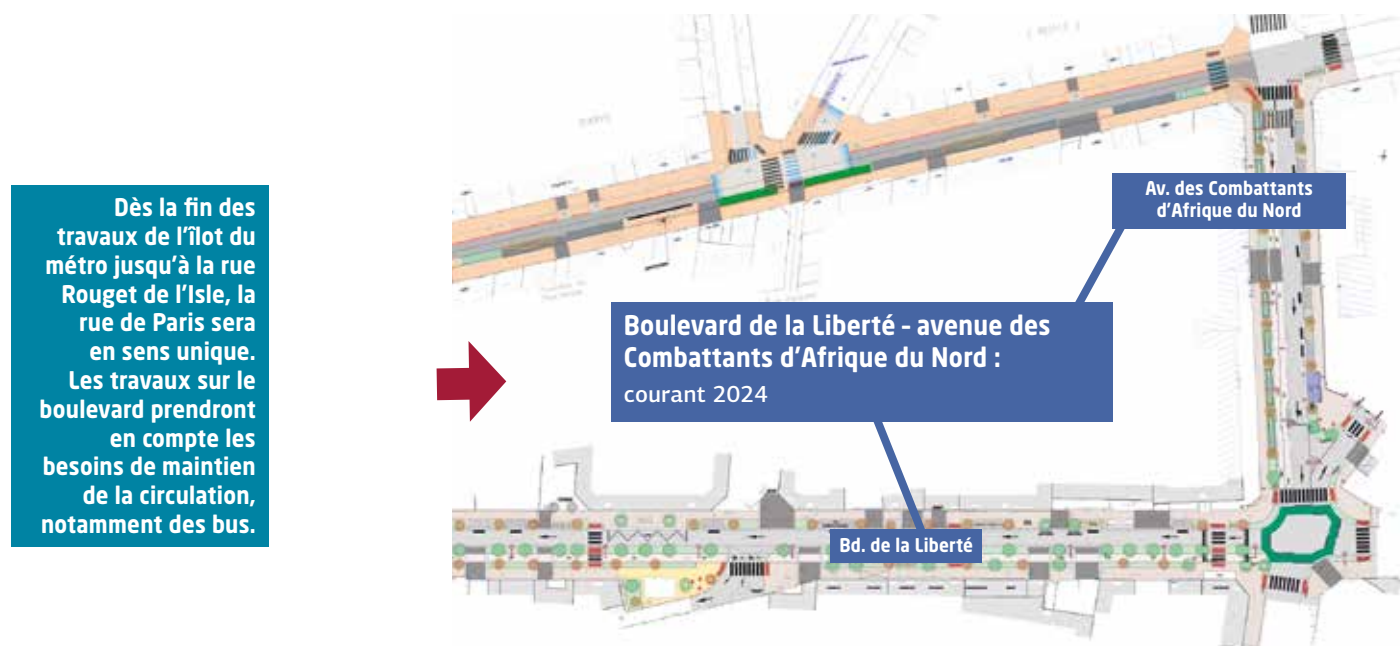 Dès la fin des
travaux de l'îlot du
métro jusqu'à la rue
Rouget de l'Isle, la
rue de Paris sera
en sens unique.
Les travaux sur le
boulevard prendront
en compte les
besoins de maintien
de la circulation,
notamment des bus.
Av. des Combattants
d'Afrique du Nord
Boulevard de la Liberté - avenue des
Combattants d'Afrique du Nord :
courant 2024
Bd. de la Liberté